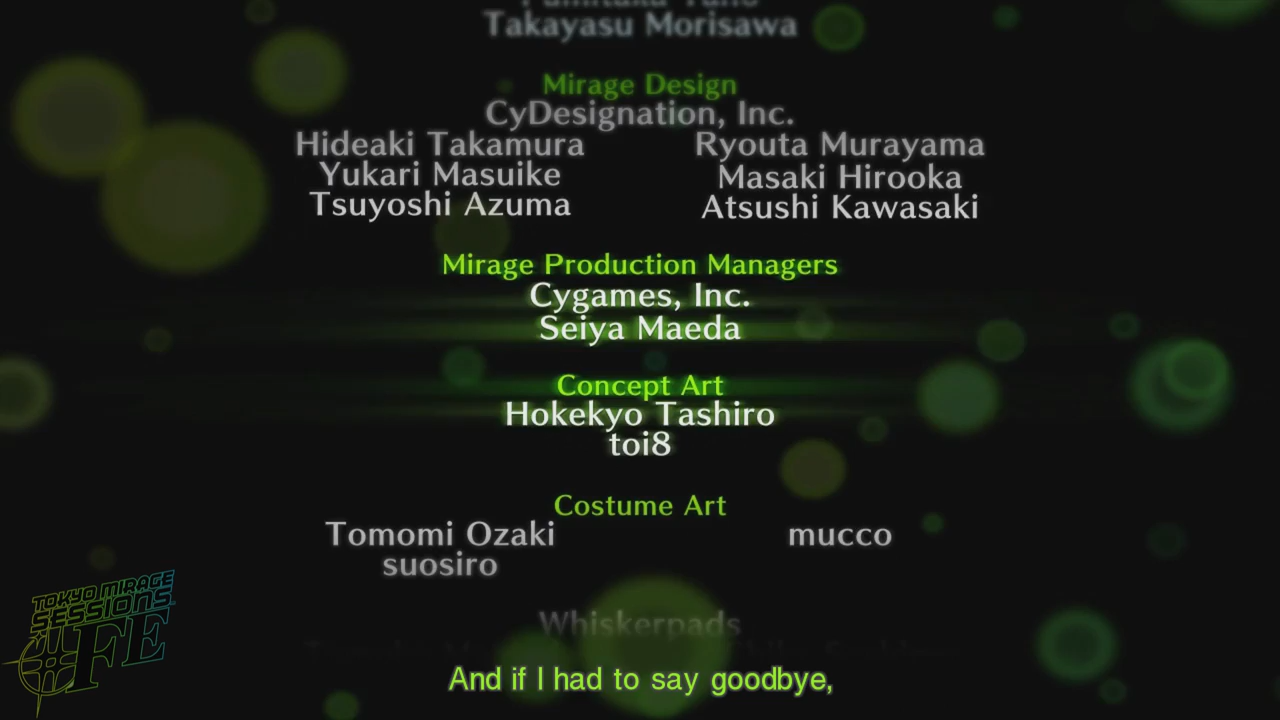 Takayasu Morisawa
Mirage Design
CyDesignation, Inc.
Hideaki Takamura Ryouta Murayama
Yukari Masuike Masaki Hirooka
Tsuyoshi Azuma Atsushi Kawasaki
Mirage Production Managers
Cygames, Inc.
Seiya Maeda
Concept Art
Hokekyo Tashiro
toi8
Costume Art
Tomomi Ozaki mucco
suosiro
Whiskerpads
TOKYO MIRAGE
SESSIONS
#FE
And if I had to say goodbye,